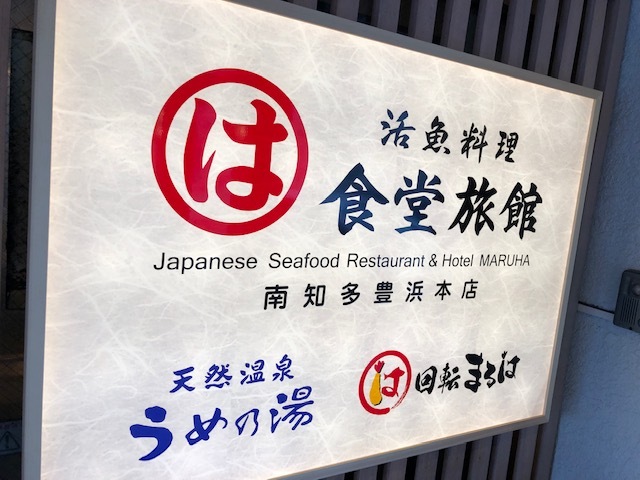 は
活魚料理
食堂旅館
Japanese Seafood Restaurant & Hotel MARUHA
南知多豊浜本店
天然温泉
うめの湯
は 回転まるは